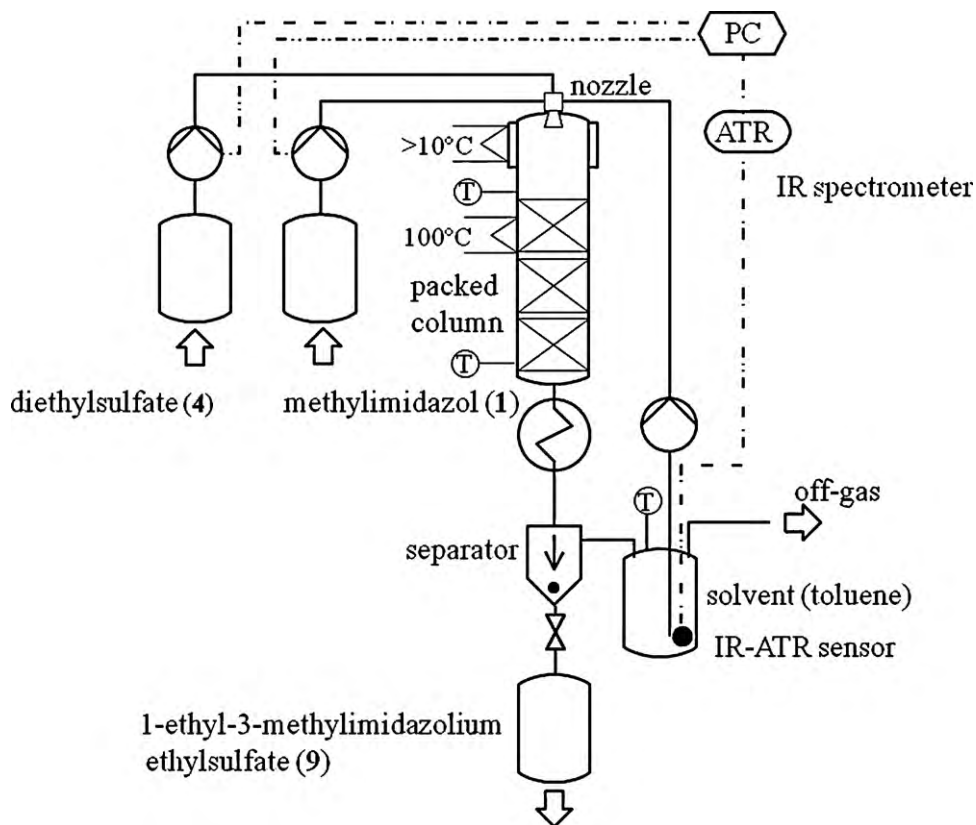 PC
nozzle
ATR
>10°C
IR spectrometer
T
100°C
packed
column
T
diethylsulfate (4)
methylimidazol (1)
off-gas
T
separator
solvent (toluene)
IR-ATR sensor
1-ethyl-3-methylimidazolium
ethylsulfate (9)